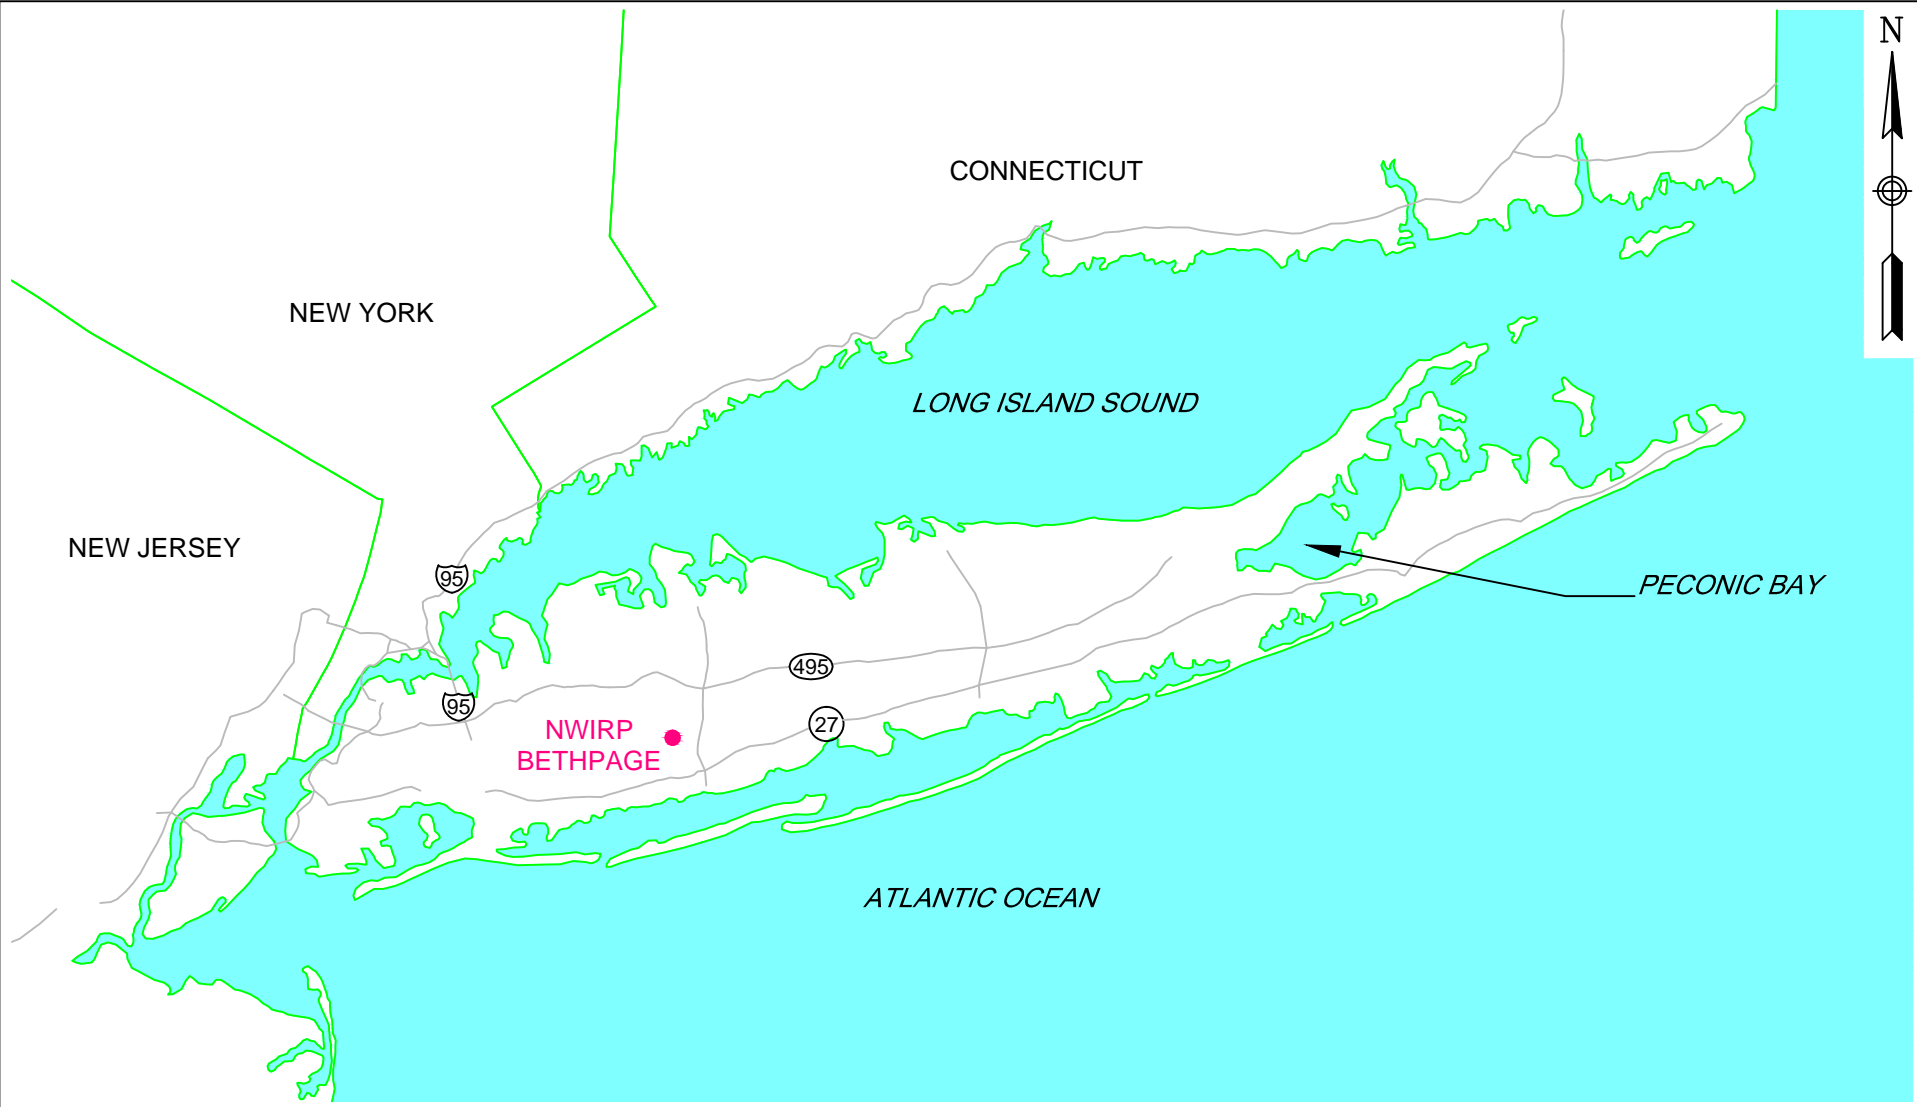 N
CONNECTICUT
NEW YORK
LONG ISLAND SOUND
NEW JERSEY
95
PECONIC BAY
495
95
27
NWIRP
BETHPAGE
ATLANTIC OCEAN